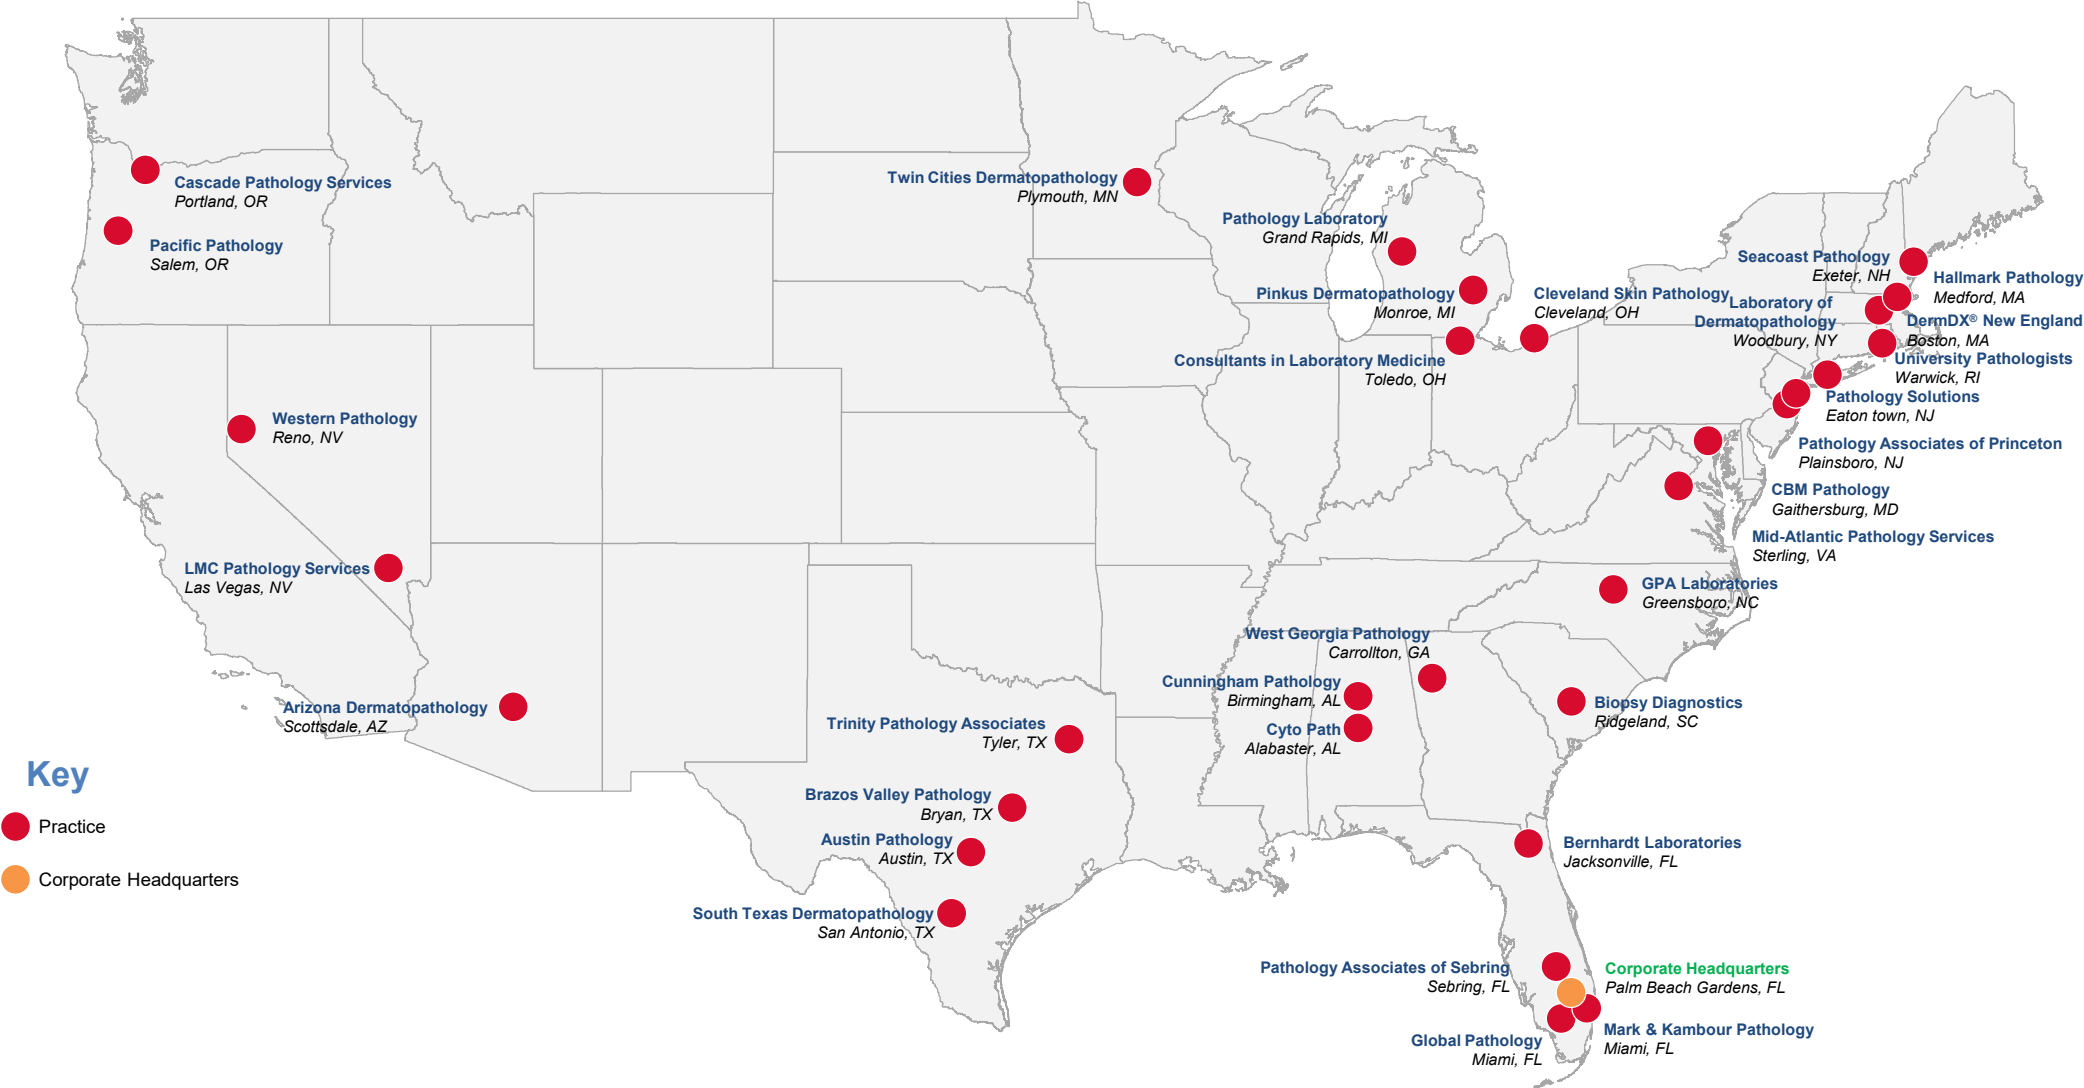 Cascade Pathology Services
Portland, OR
Pacific Pathology
Salem, OR
Western Pathology
Reno, NV
LMC Pathology Services
Las Vegas, NV
Arizona Dermatopathology
Scottsdale, AZ
Key
Practice
Corporate Headquarters
Twin Cities Dermatopathology
Plymouth, MN
Pathology Laboratory
Grand Rapids, MI
Pinkus Dermatopathology
Monroe, MI
Consultants in Laboratory Medicine
Toledo, OH
Cleveland Skin Pathology
Cleveland, OH
Seacoast Pathology
Exeter, NH
Hallmark Pathology
Medford, MA
Laboratory of
Dermatopathology
Woodbury, NY
DermDX® New England
Boston, MA
University Pathologists
Warwick, RI
Pathology Solutions
Eaton town, NJ
Pathology Associates of Princeton
Plainsboro, NJ
CBM Pathology
Gaithersburg, MD
Mid-Atlantic Pathology Services
Sterling, VA
GPA Laboratories
Greensboro, NC
West Georgia Pathology
Carrollton, GA
Cunningham Pathology
Birmingham, AL
Cyto Path
Alabaster, AL
Biopsy Diagnostics
Ridgeland, SC
Trinity Pathology Associates
Tyler, TX
Brazos Valley Pathology
Bryan, TX
Austin Pathology
Austin, TX
South Texas Dermatopathology
San Antonio, TX
Bernhardt Laboratories
Jacksonville, FL
Pathology Associates of Sebring
Sebring, FL
Corporate Headquarters
Palm Beach Gardens, FL
Global Pathology
Miami, FL
Mark & Kambour Pathology
Miami, FL